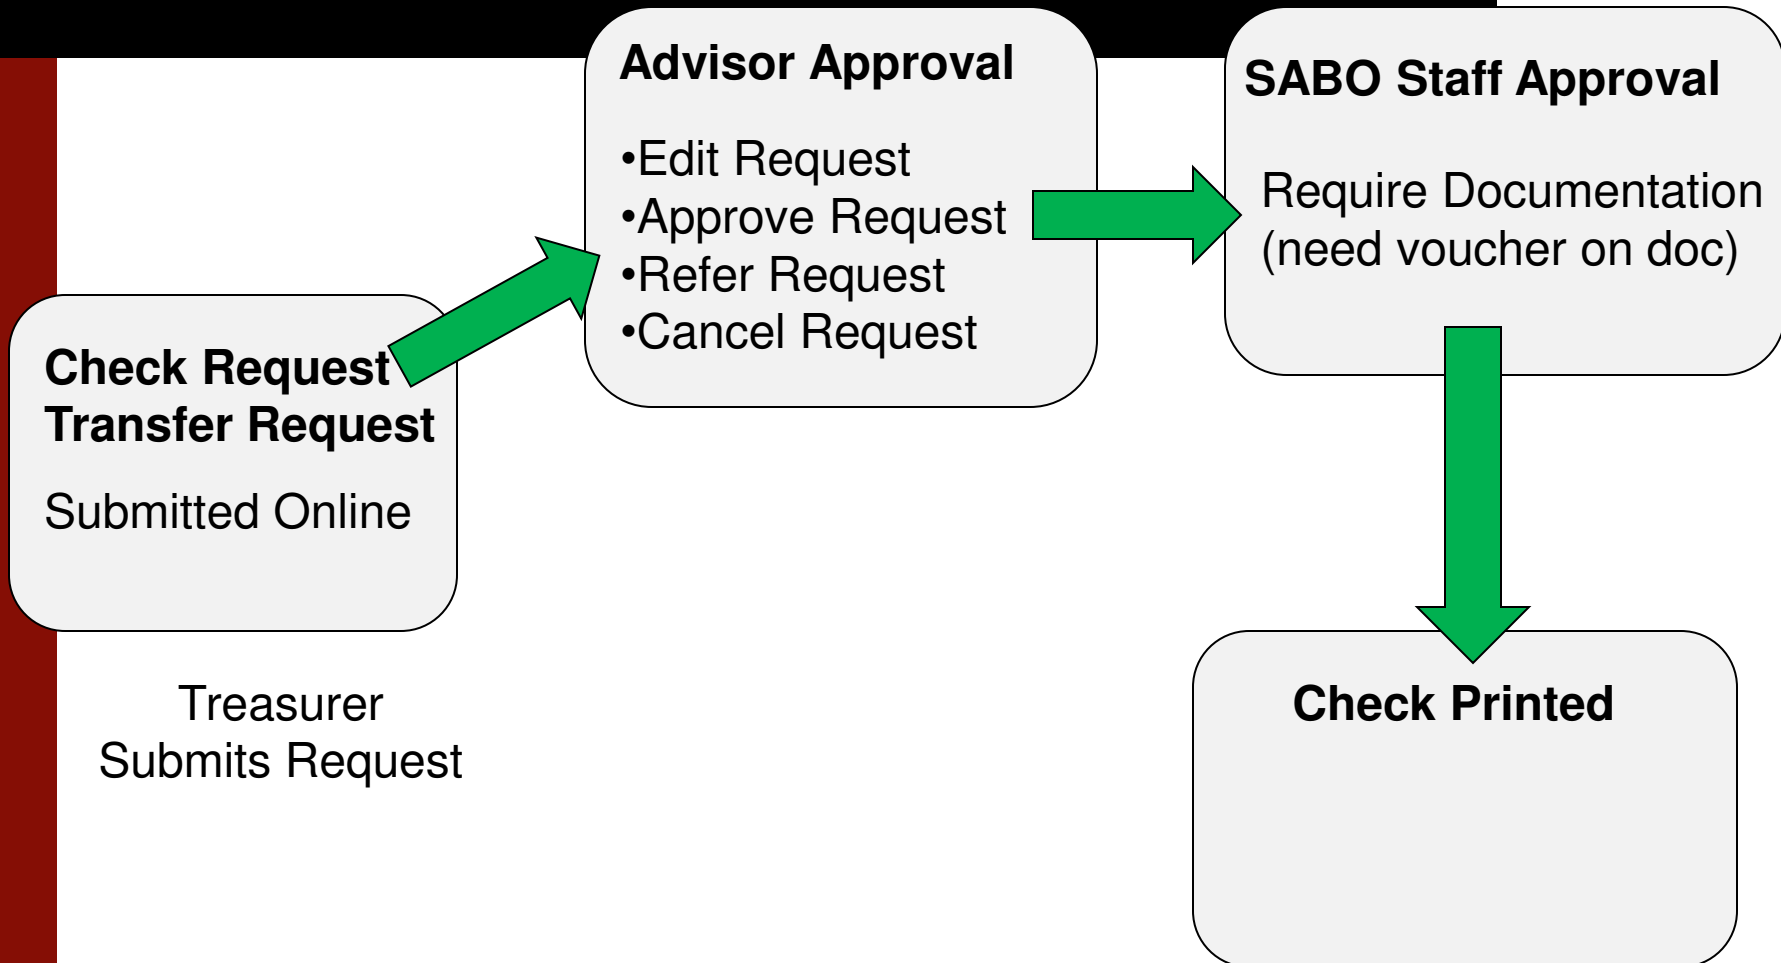 Check Request
Transfer Request
Submitted Online
Treasurer
Submits Request
Advisor Approval
•Edit Request
•Approve Request
•Refer Request
•Cancel Request
SABO Staff Approval
Require Documentation
(need voucher on doc)
Check Printed